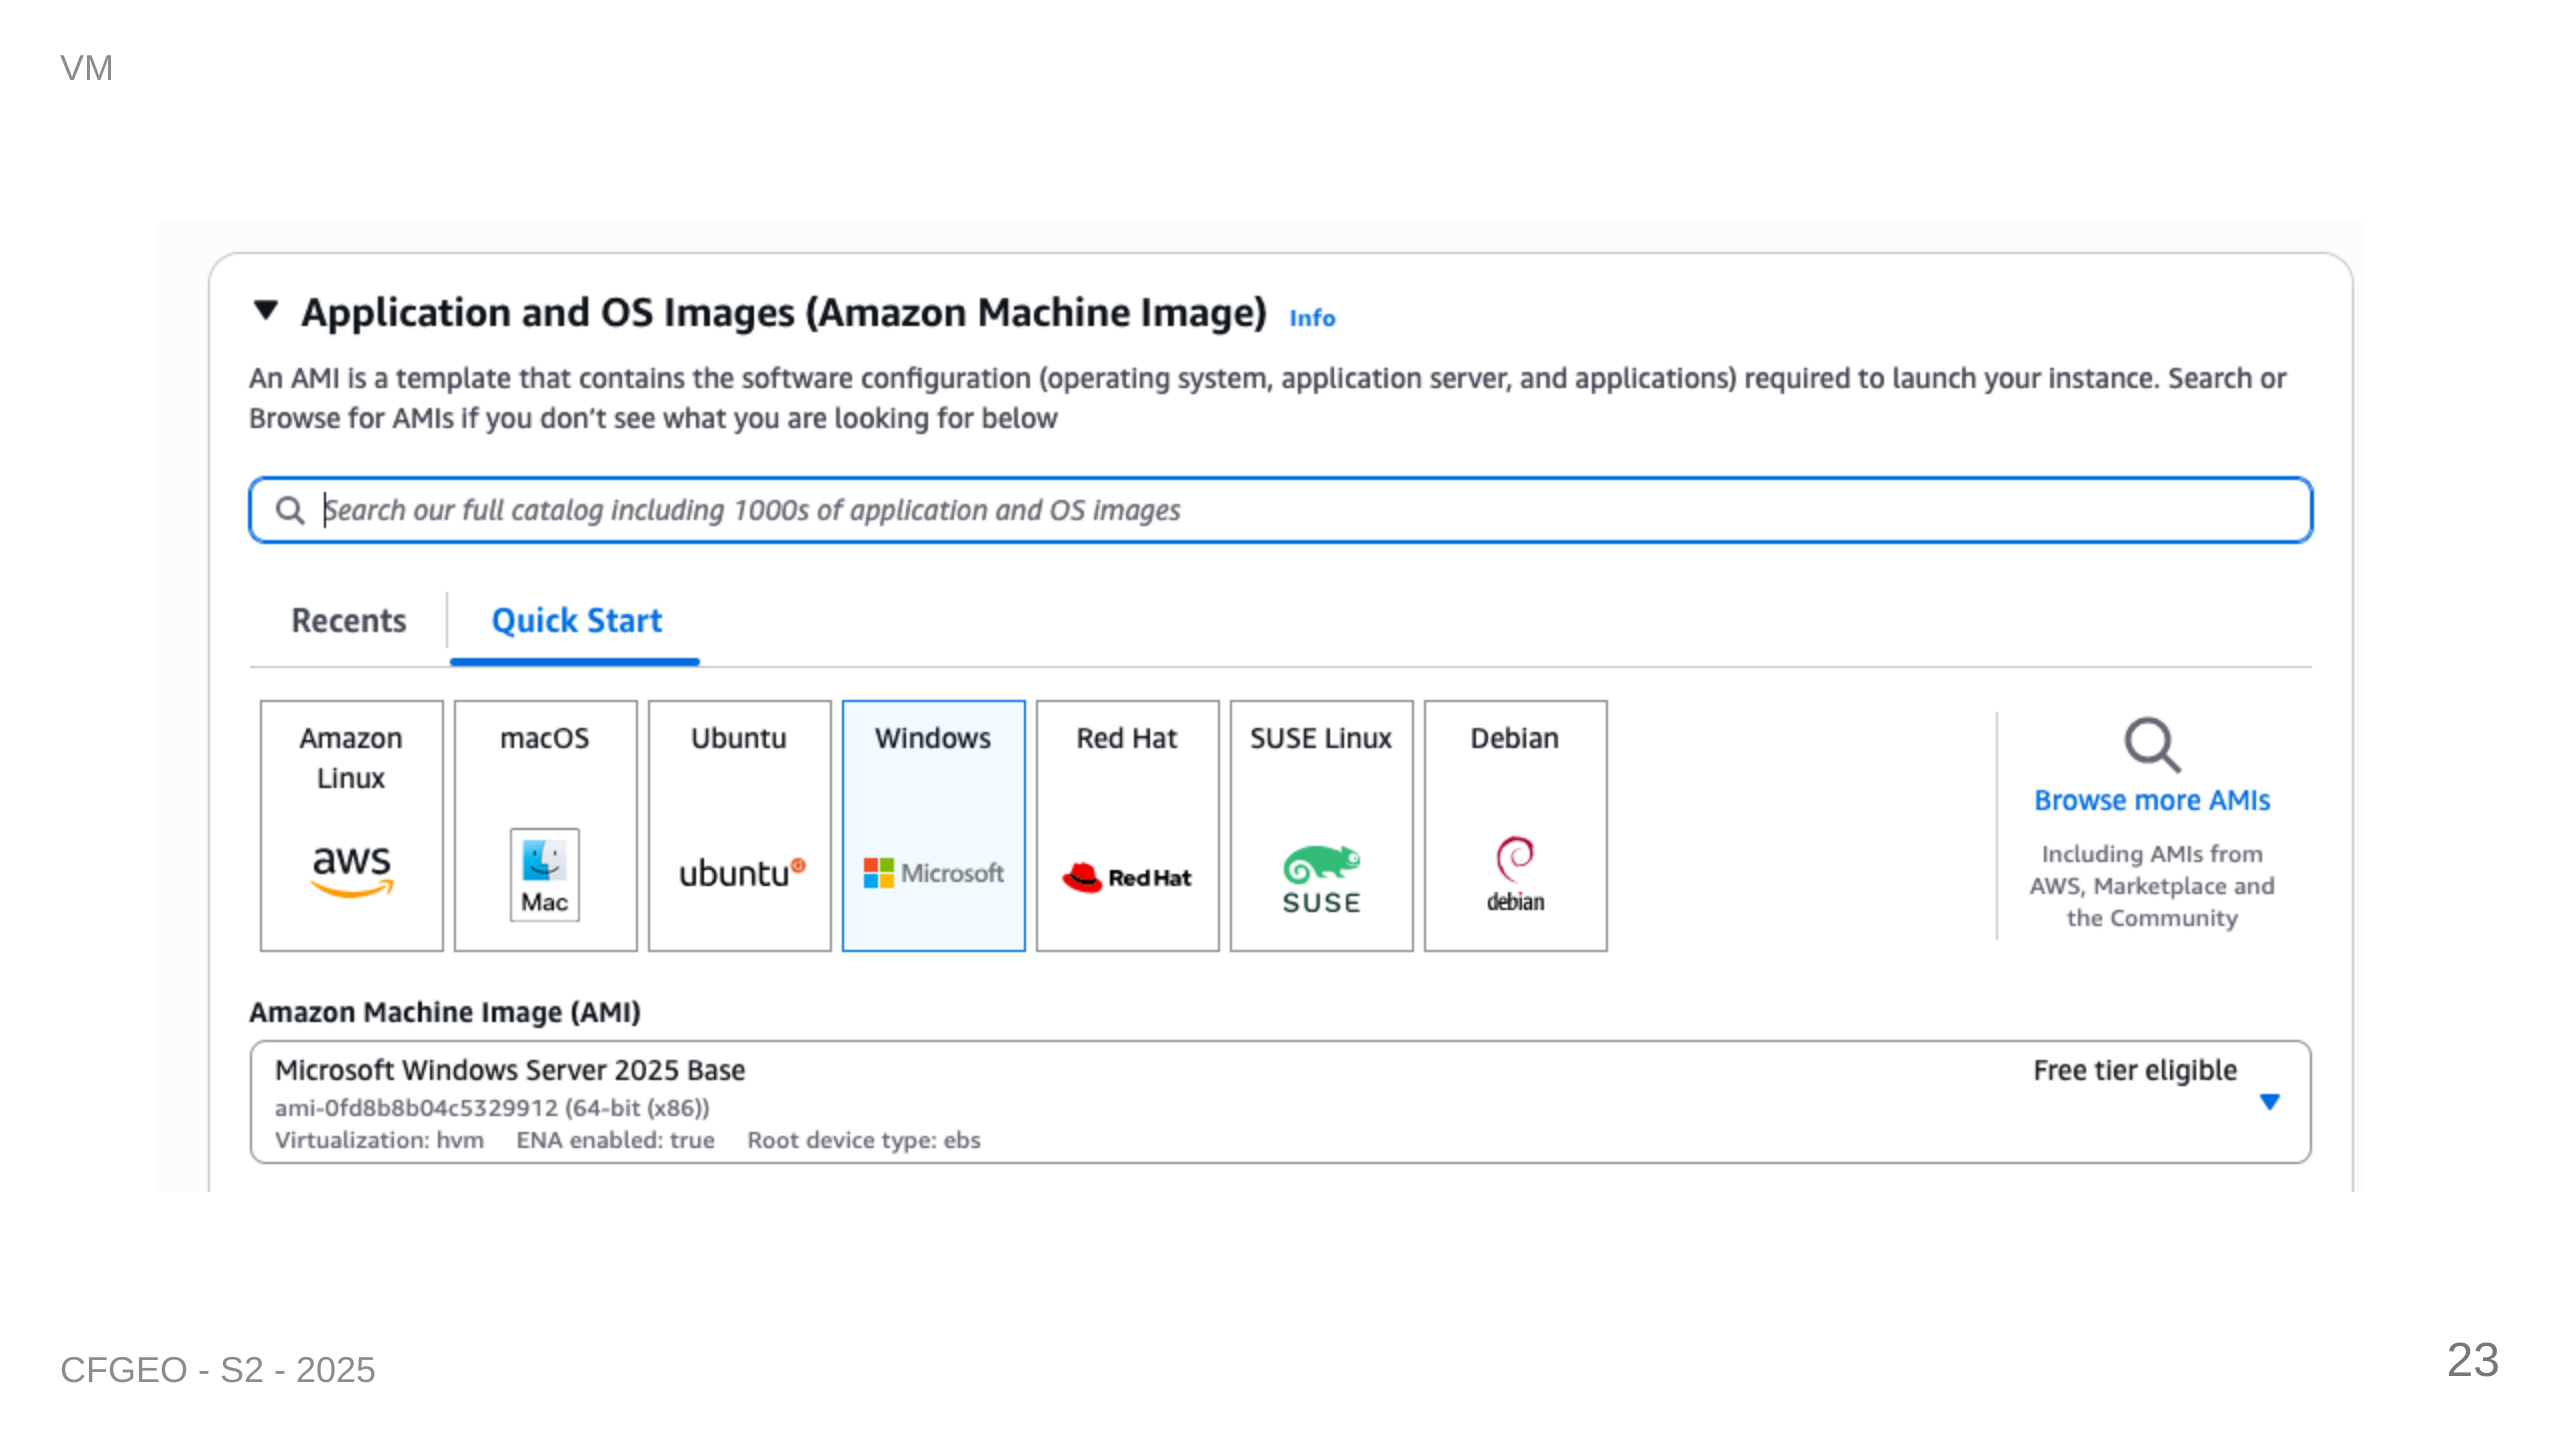 VM
Application and OS Images (Amazon Machine Image) Info
An AMI is a template that contains the software configuration (operating system, application server, and applications) required to launch your instance. Search or
Browse for AMIs if you don't see what you are looking for below
Search our full catalog including 1000s of application and OS images
Recents
Quick Start
Amazon
Linux
aws
macOS
Mac
Ubuntu
ubuntu
Windows
Microsoft
Red Hat
Red Hat
SUSE Linux
SUSE
Debian
debian
Browse more AMIs
Including AMIs from
AWS, Marketplace and
the Community
Amazon Machine Image (AMI)
Microsoft Windows Server 2025 Base
Free tier eligible
ami-0fd8b8b04c5329912 (64-bit (x86))
Virtualization: hvm ENA enabled: true Root device type: ebs
CFGEO - S2 - 2025
23